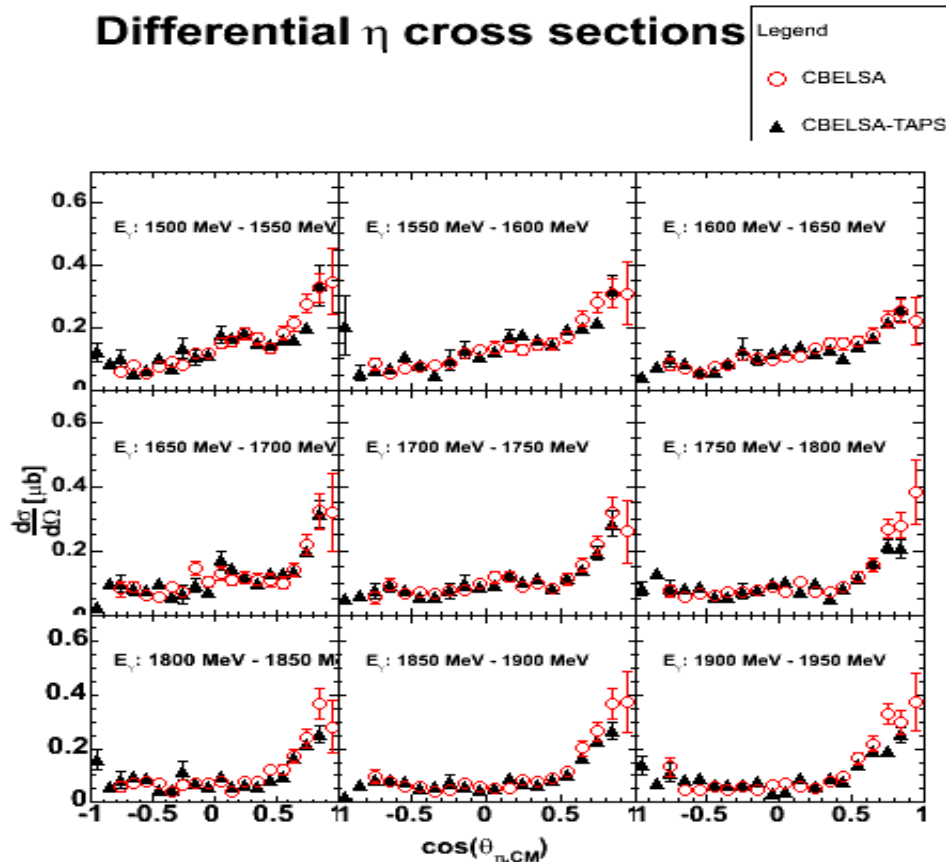 Differential η cross sections
Legend
CBELSA
CBELSA-TAPS
0.6
0.4
0.2
0
Eγ: 1500 MeV - 1550 MeV
Eγ: 1550 MeV - 1600 MeV
Eγ: 1600 MeV - 1650 MeV
0.6
0.4
0.2
0
Eγ: 1650 MeV - 1700 MeV
Eγ: 1700 MeV - 1750 MeV
Eγ: 1750 MeV - 1800 MeV
dσ/dΩ [μb]
0.6
0.4
0.2
0
Eγ: 1800 MeV - 1850 M
Eγ: 1850 MeV - 1900 MeV
Eγ: 1900 MeV - 1950 MeV
-1 -0.5 0 0.5 1 -0.5 0 0.5 1 -0.5 0 0.5 1
cos(θη,CM)